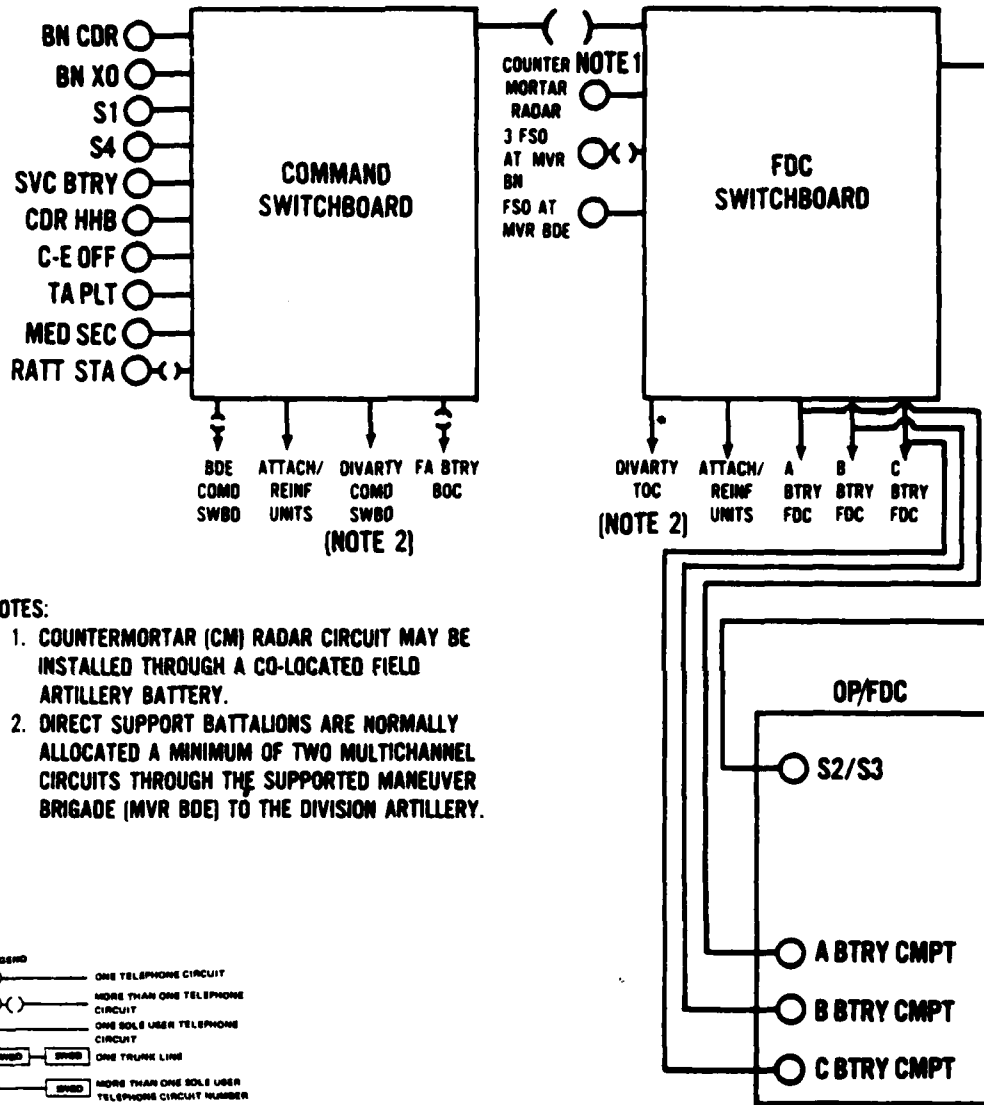 BN CDR
BN XO
S1
S4
SVC BTRY
CDR HHB
C-E OFF
TA PLT
MED SEC
RATT STA
COMMAND
SWITCHBOARD
BDE
COMD
SWBD
ATTACH/
REINF
UNITS
DIVARTY
COMD
SWBD
(NOTE 2)
FA BTRY
BOC
NOTE 1
COUNTER
MORTAR
RADAR
3 FSO
AT MVR
BN
FSO AT
MVR BDE
FDC
SWITCHBOARD
DIVARTY
TOC
(NOTE 2)
ATTACH/
REINF
UNITS
A
BTRY
FDC
B
BTRY
FDC
C
BTRY
FDC
OTES:
1. COUNTERMORTAR (CM) RADAR CIRCUIT MAY BE
INSTALLED THROUGH A CO-LOCATED FIELD
ARTILLERY BATTERY.
2. DIRECT SUPPORT BATTALIONS ARE NORMALLY
ALLOCATED A MINIMUM OF TWO MULTICHANNEL
CIRCUITS THROUGH THE SUPPORTED MANEUVER
BRIGADE (MVR BDE) TO THE DIVISION ARTILLERY.
OP/FDC
S2/S3
A BTRY CMPT
B BTRY CMPT
C BTRY CMPT
GEND
ONE TELEPHONE CIRCUIT
MORE THAN ONE TELEPHONE
CIRCUIT
ONE SOLE USER TELEPHONE
CIRCUIT
SWBD ONE TRUNK LINE
SWBD MORE THAN ONE SOLE USER
TELEPHONE CIRCUIT NUMBER